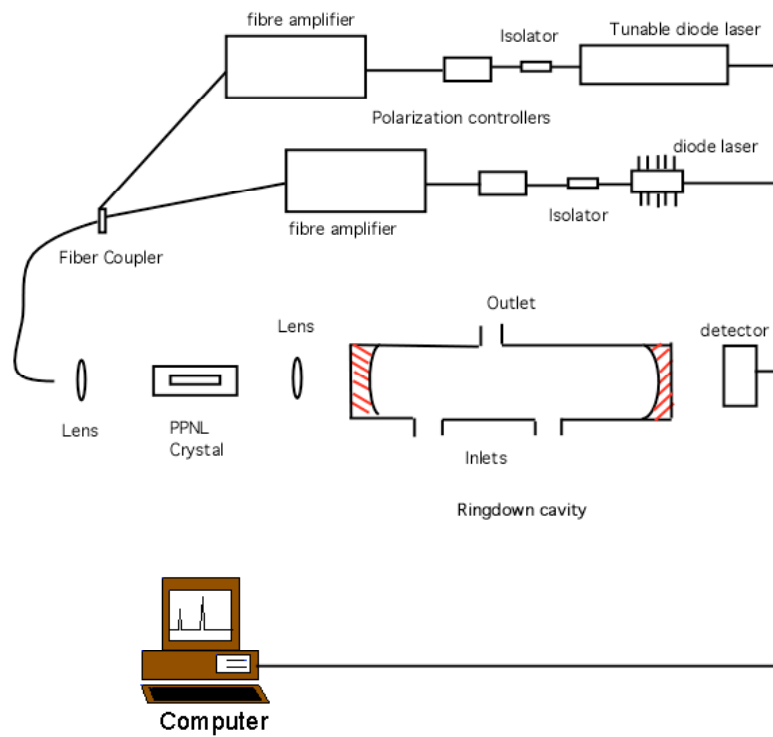 fibre amplifier
Isolator
Tunable diode laser
Polarization controllers
diode laser
Isolator
fibre amplifier
Fiber Coupler
Outlet
Lens
detector
Lens
PPNL
Crystal
Inlets
Ringdown cavity
Computer